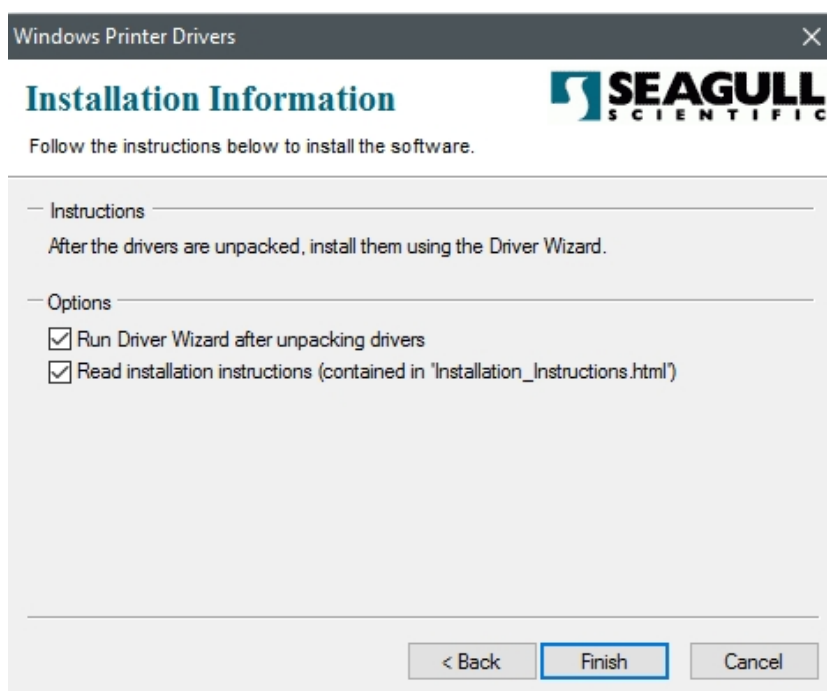 Windows Printer Drivers
Installation Information
SEAGULL
SCIENTIFIC
Follow the instructions below to install the software.
Instructions
After the drivers are unpacked, install them using the Driver Wizard.
Options
Run Driver Wizard after unpacking drivers
Read installation instructions (contained in 'Installation_Instructions.html')
< Back Finish Cancel